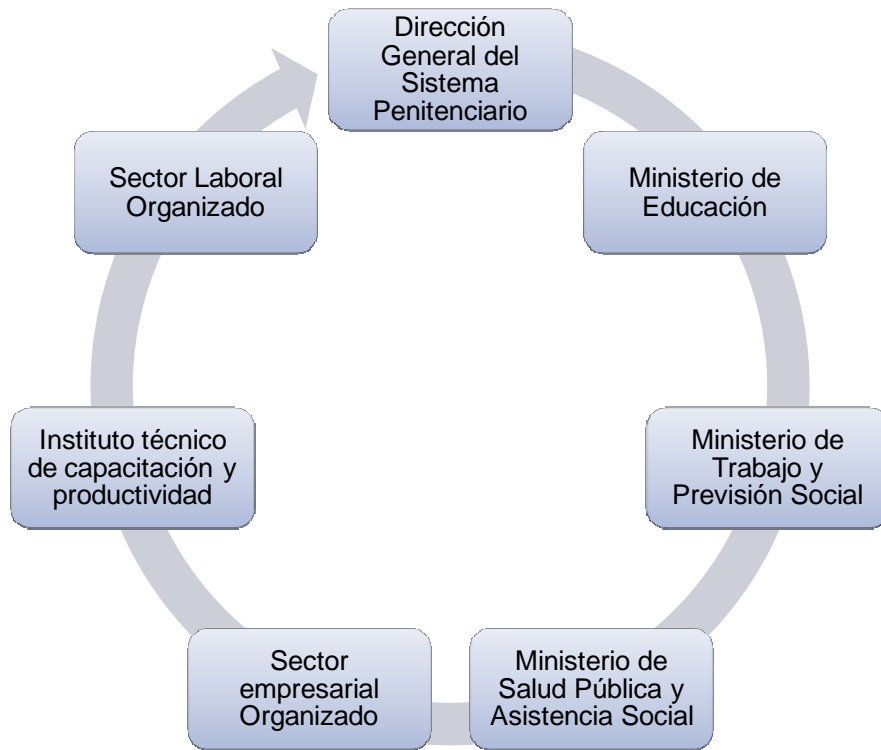 Dirección
General del
Sistema
Penitenciario
Ministerio de
Educación
Ministerio de
Trabajo y
Previsión Social
Ministerio de
Salud Pública y
Asistencia Social
Sector
empresarial
Organizado
Instituto técnico
de capacitación y
productividad
Sector Laboral
Organizado